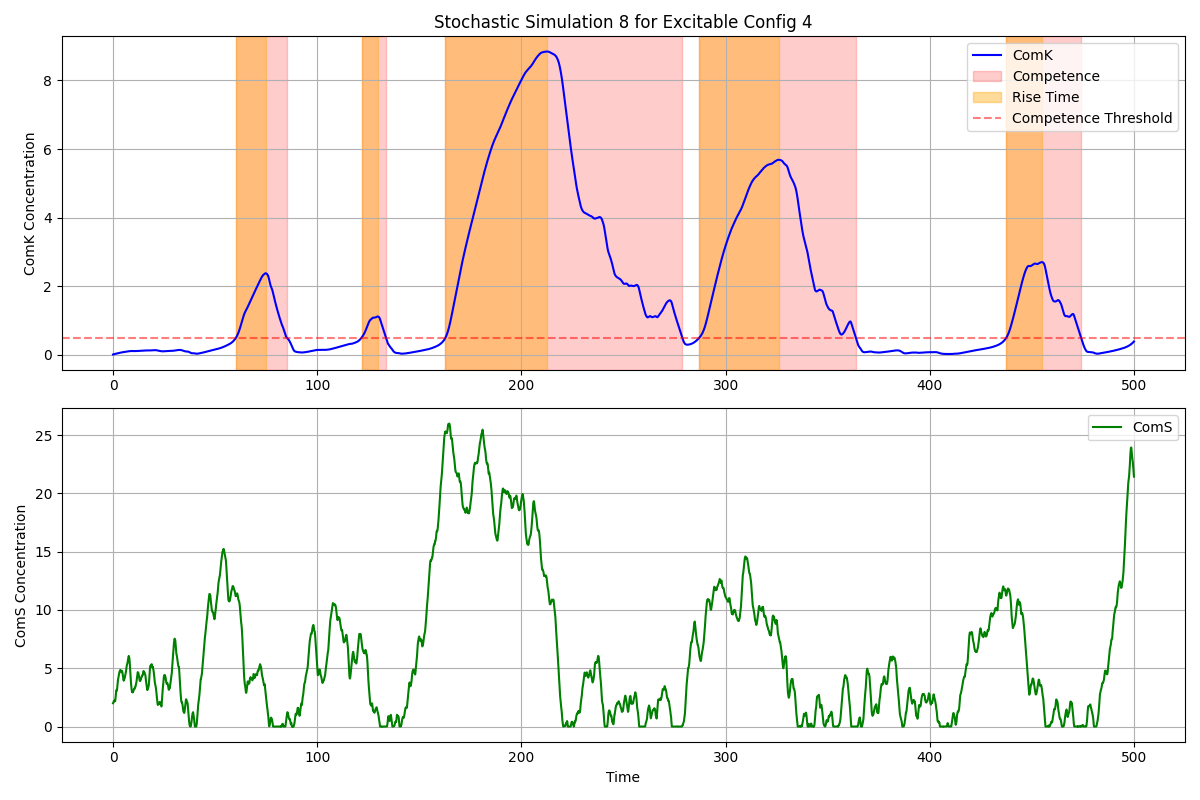 Stochastic Simulation 8 for Excitable Config 4
ComK Concentration
8
6
4
2
0
ComK
Competence
Rise Time
Competence Threshold
0 100 200 300 400 500
ComS Concentration
25
20
15
10
5
0
ComS
0 100 200 300 400 500
Time